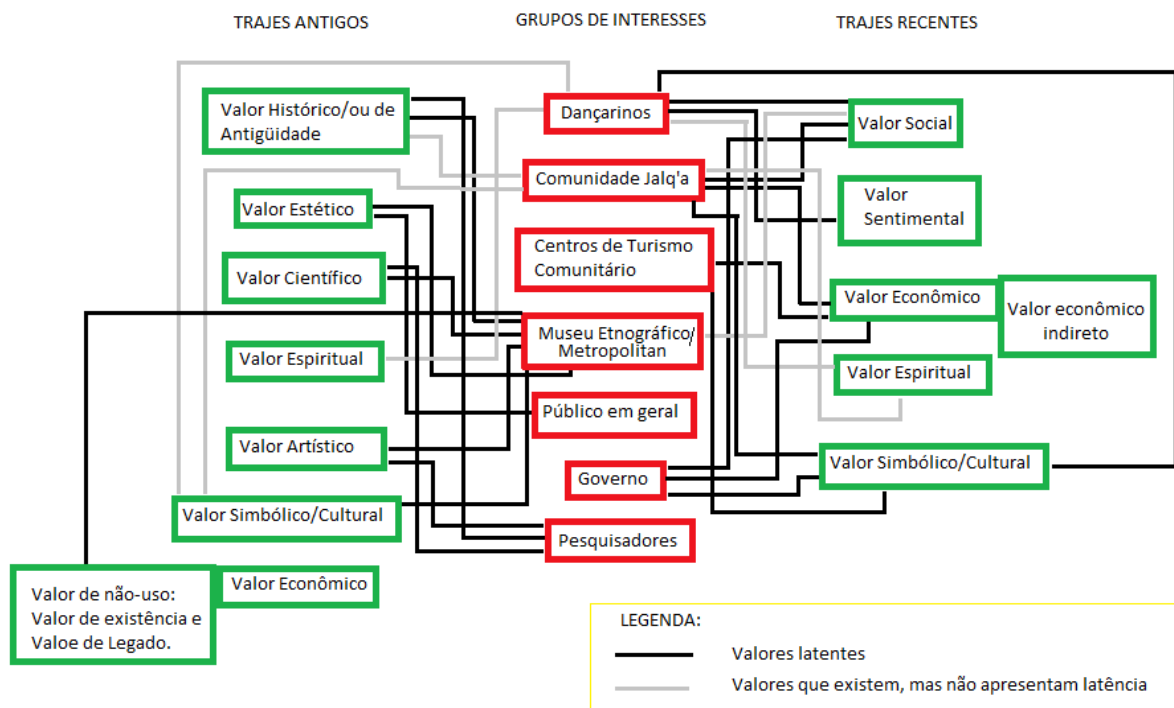 TRAJES ANTIGOS
GRUPOS DE INTERESSES
TRAJES RECENTES
Valor Histórico/ou de
Antigüidade
Valor Estético
Valor Científico
Valor Espiritual
Valor Artístico
Valor Simbólico/Cultural
Valor Econômico
Valor de não-uso:
Valor de existência e
Valoe de Legado.
Dançarinos
Comunidade Jalq'a
Centros de Turismo
Comunitário
Museu Etnográfico/
Metropolitan
Público em geral
Governo
Pesquisadores
Valor Social
Valor
Sentimental
Valor Econômico
Valor econômico
indireto
Valor Espiritual
Valor Simbólico/Cultural
LEGENDA:
Valores latentes
Valores que existem, mas não apresentam latência